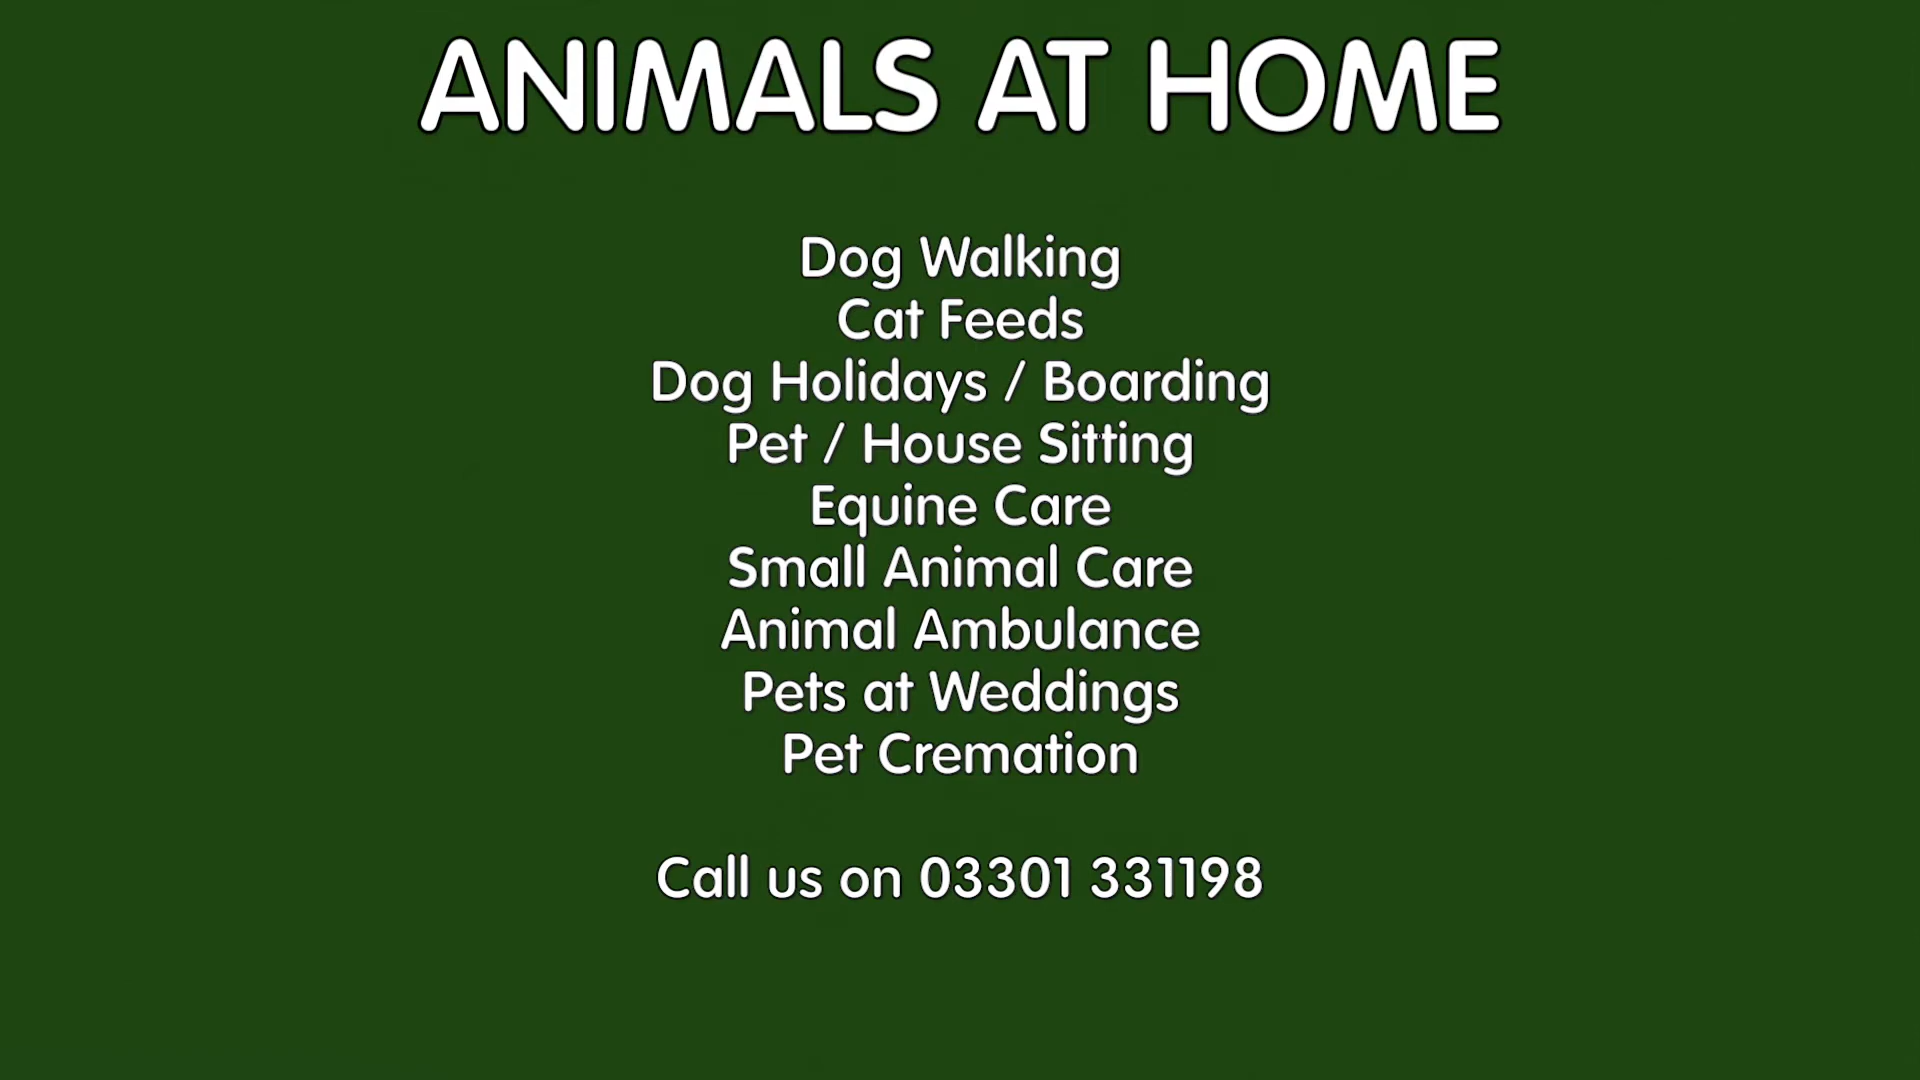 ANIMALS AT HOME
Dog Walking
Cat Feeds
Dog Holidays / Boarding
Pet / House Sitting
Equine Care
Small Animal Care
Animal Ambulance
Pets at Weddings
Pet Cremation
Call us on 03301 331198